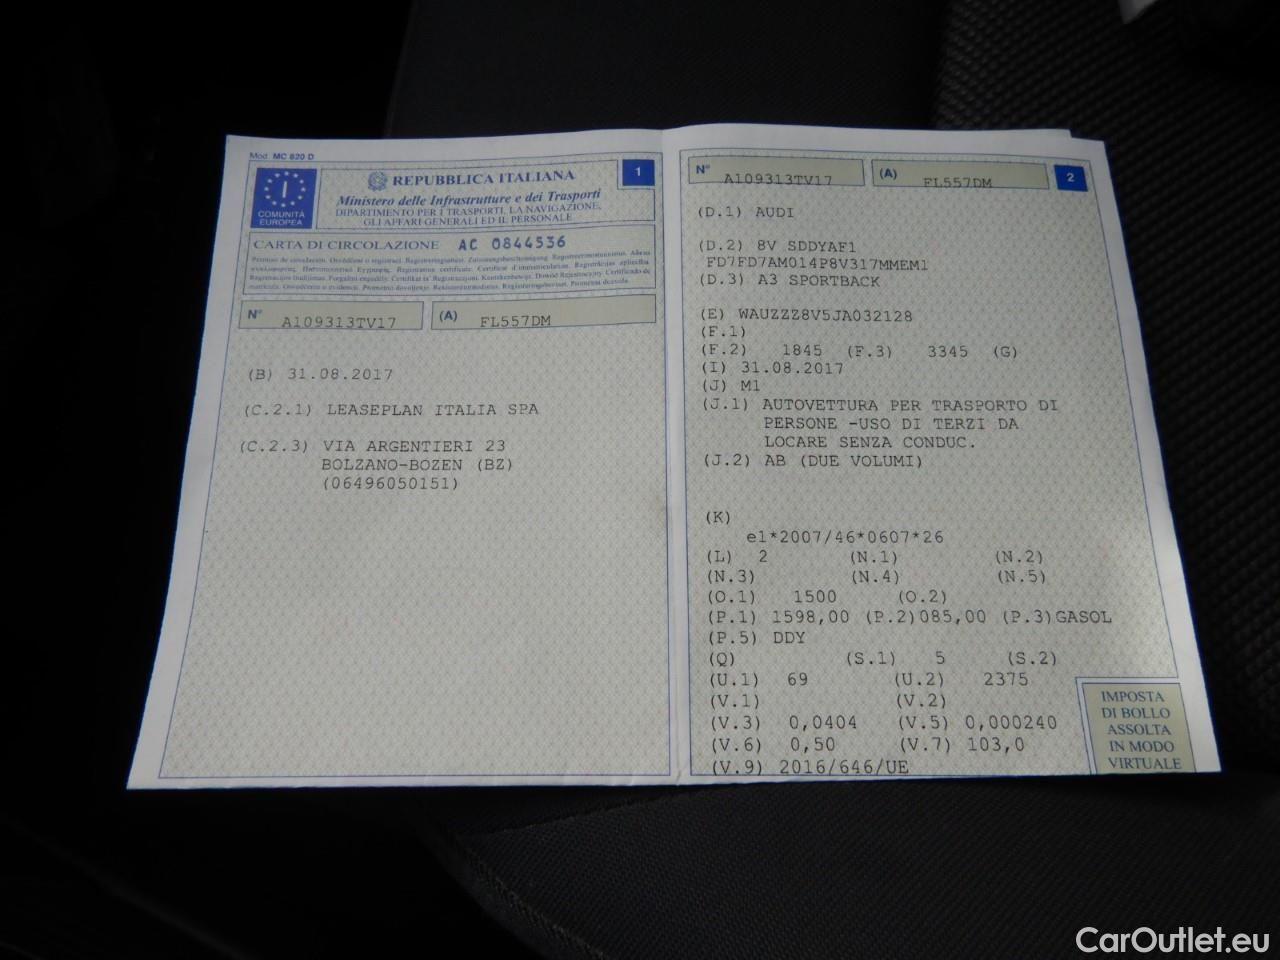 Mod. MC 820 D
1
I
COMUNITÀ
EUROPEA
REPUBBLICA ITALIANA
Ministero delle Infrastrutture e dei Trasporti
DIPARTIMENTO PER I TRASPORTI, LA NAVIGAZIONE,
GLI AFFARI GENERALI ED IL PERSONALE
CARTA DI CIRCOLAZIONE AC 0844536
N° A109313TV17 (A) FL557DM
(B) 31.08.2017
(C.2.1) LEASEPLAN ITALIA SPA
(C.2.3) VIA ARGENTIERI 23
BOLZANO-BOZEN (BZ)
(06496050151)
N° A109313TV17 (A) FL557DM 2
(D.1) AUDI
(D.2) 8V SDDYAF1
FD7FD7AM014P8V317MMEM1
(D.3) A3 SPORTBACK
(E) WAUZZZ8V5JA032128
(F.1)
(F.2) 1845 (F.3) 3345 (G)
(I) 31.08.2017
(J) M1
(J.1) AUTOVETTURA PER TRASPORTO DI
PERSONE -USO DI TERZI DA
LOCARE SENZA CONDUC.
(J.2) AB (DUE VOLUMI)
(K)
e1*2007/46*0607*26
(L) 2 (N.1) (N.2)
(N.3) (N.4) (N.5)
(O.1) 1500 (O.2)
(P.1) 1598,00 (P.2)085,00 (P.3)GASOL
(P.5) DDY
(Q) (S.1) 5 (S.2)
(U.1) 69 (U.2) 2375
(V.1) (V.2)
(V.3) 0,0404 (V.5) 0,000240
(V.6) 0,50 (V.7) 103,0
(V.9) 2016/646/UE
IMPOSTA
DI BOLLO
ASSOLTA
IN MODO
VIRTUALE
CarOutlet.eu